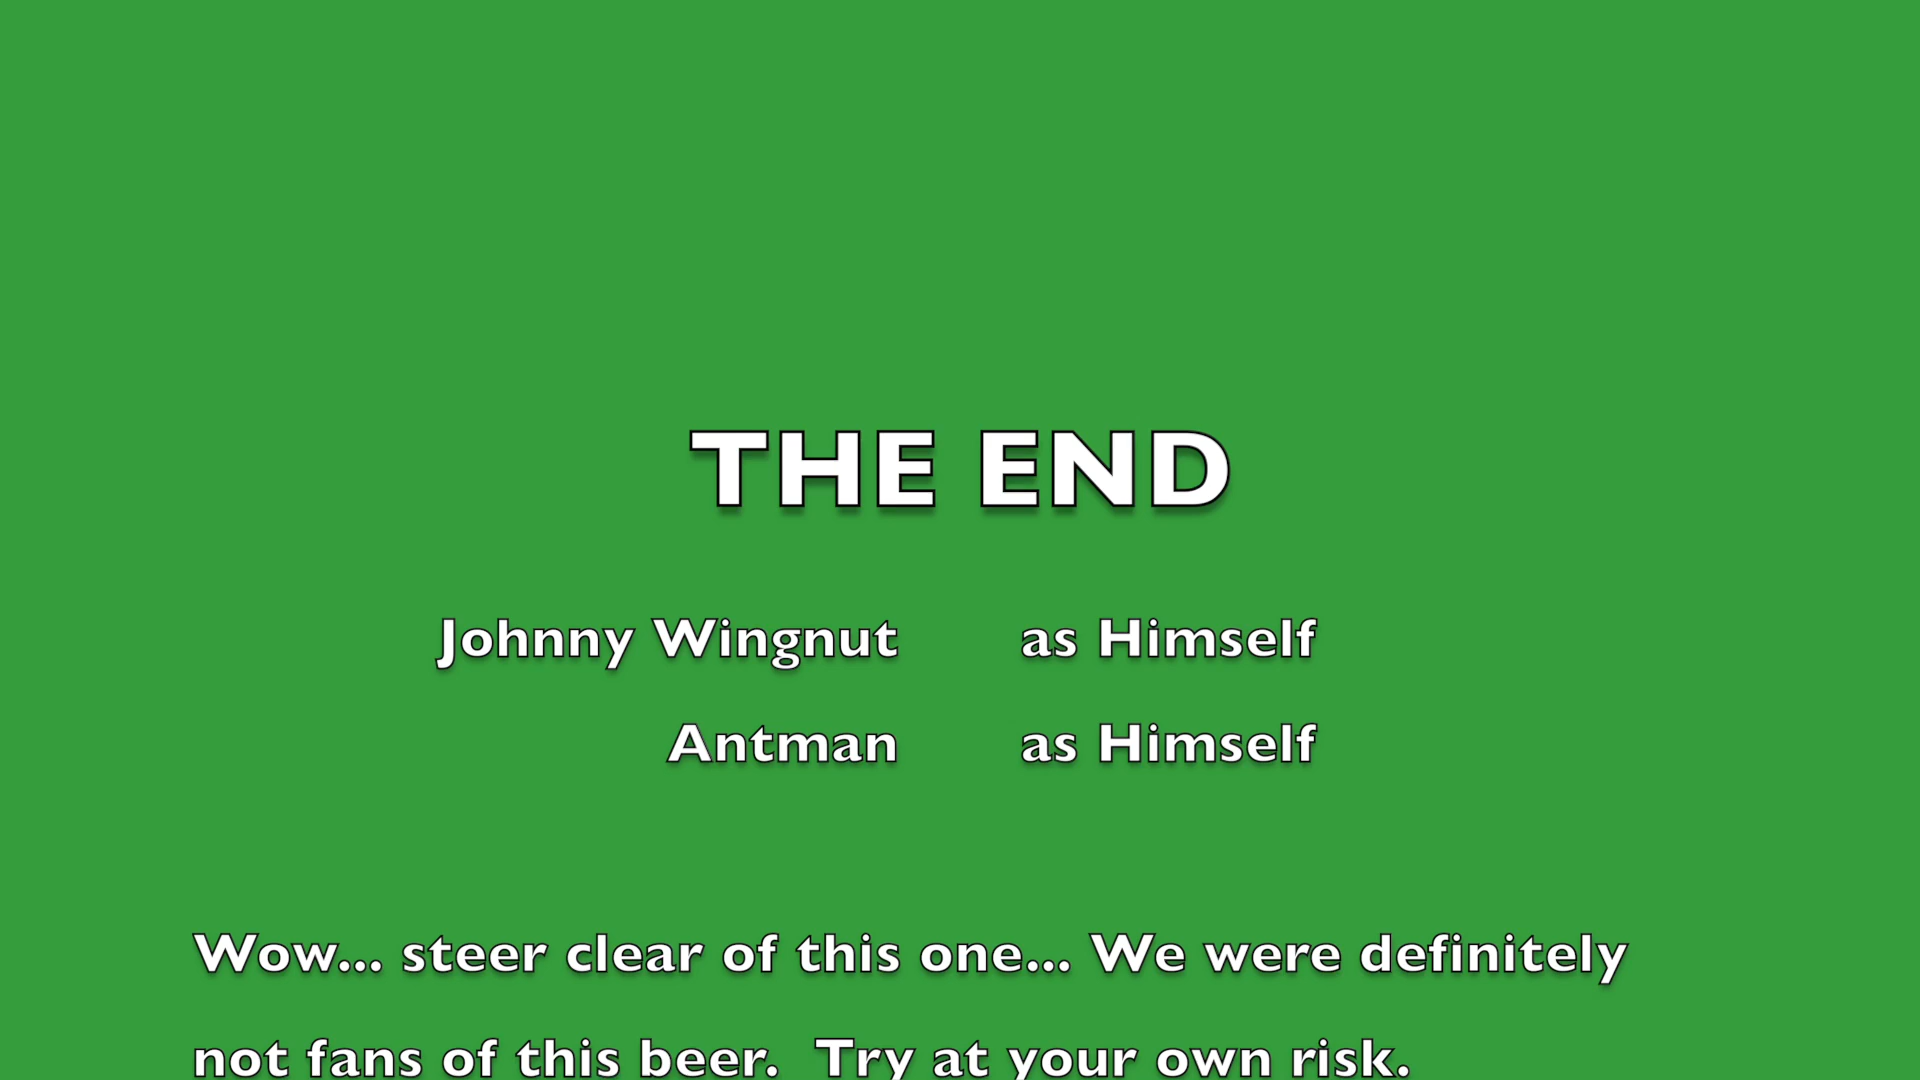 THE END
Johnny Wingnut as Himself
Antman as Himself
Wow... steer clear of this one... We were definitely
not fans of this beer.  Try at your own risk.